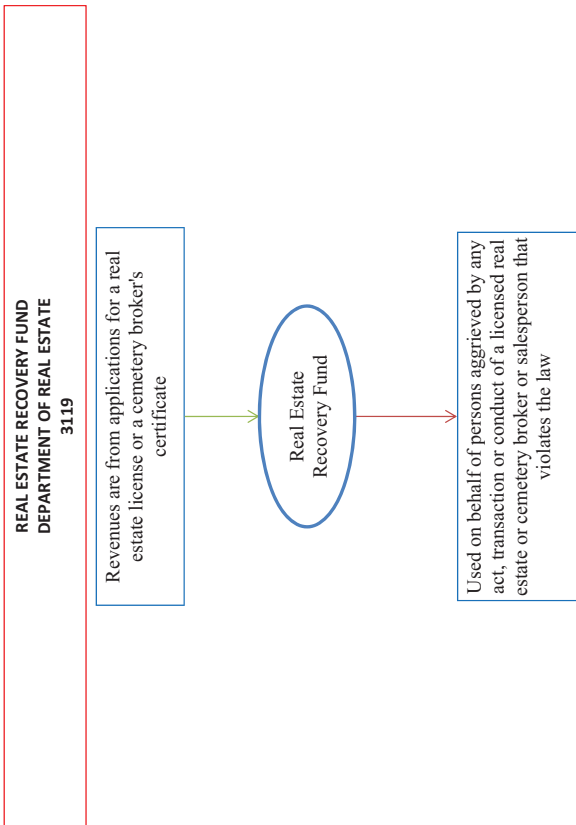 REAL ESTATE RECOVERY FUND
DEPARTMENT OF REAL ESTATE
3119
Revenues are from applications for a real
estate license or a cemetery broker's
certificate
Real Estate
Recovery Fund
Used on behalf of persons aggrieved by any
act, transaction or conduct of a licensed real
estate or cemetery broker or salesperson that
violates the law